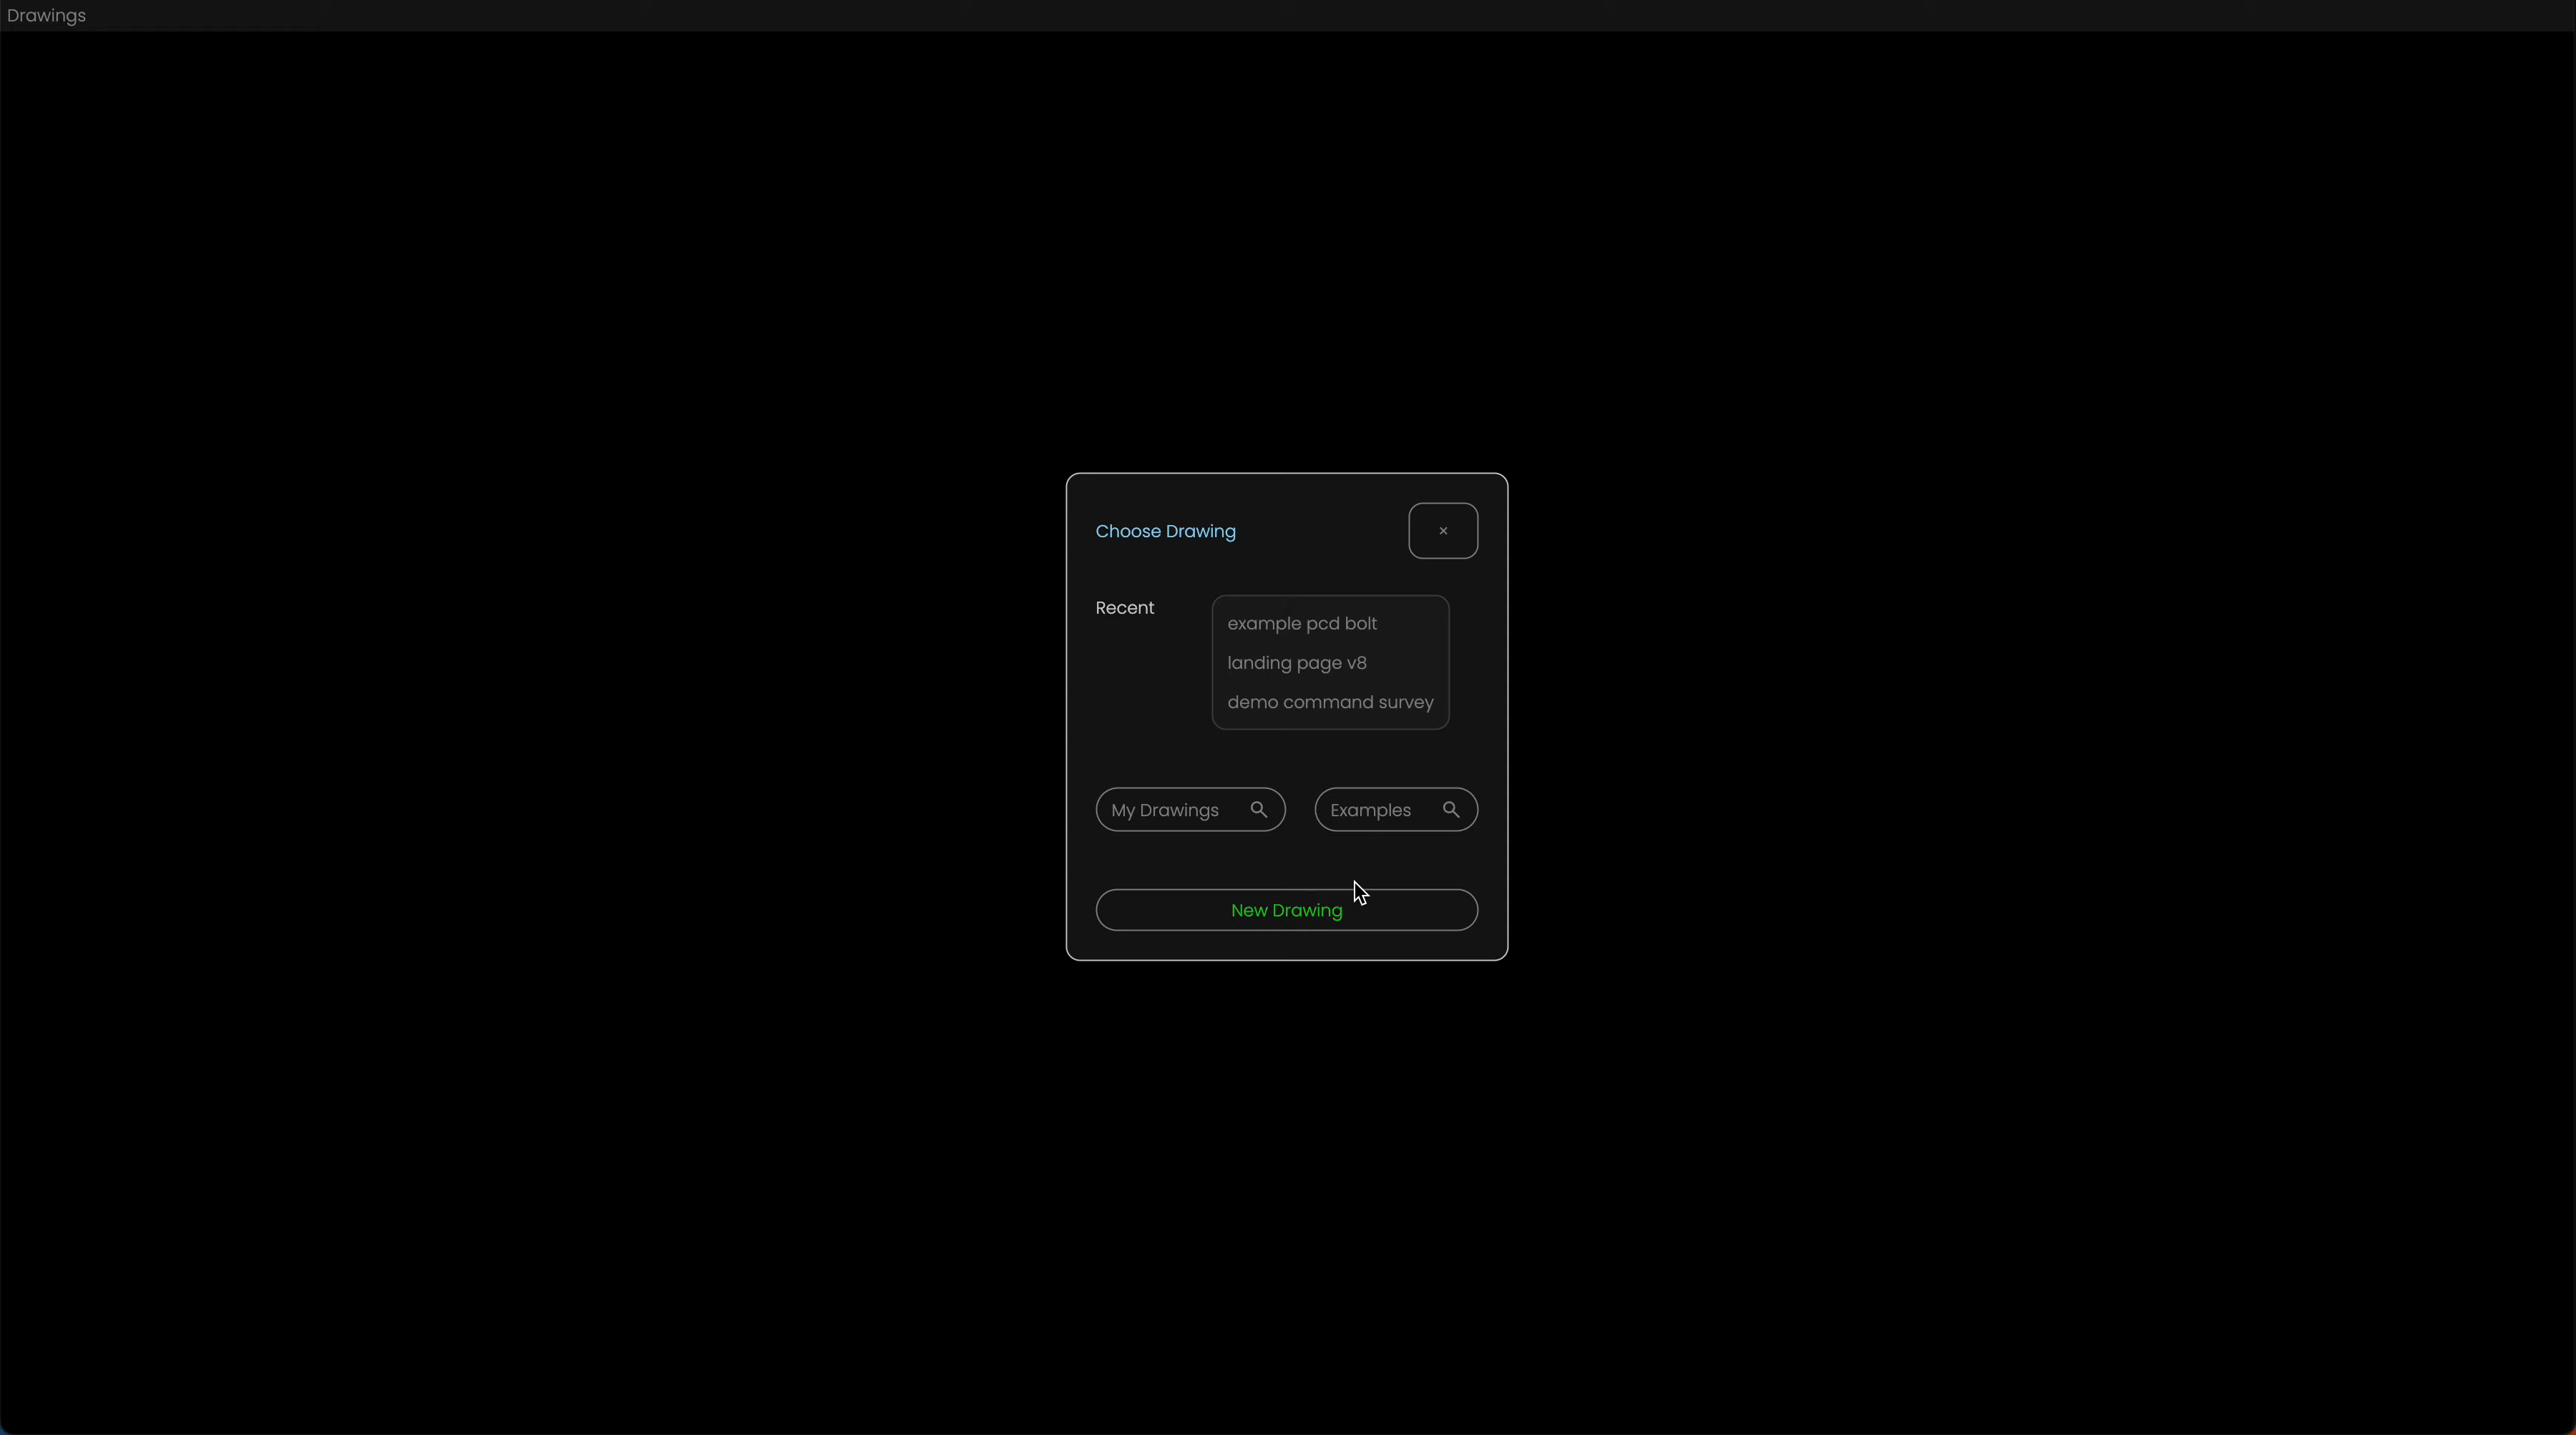 Drawings
Choose Drawing
×
Recent
example pcd bolt
landing page v8
demo command survey
My Drawings
Examples
New Drawing